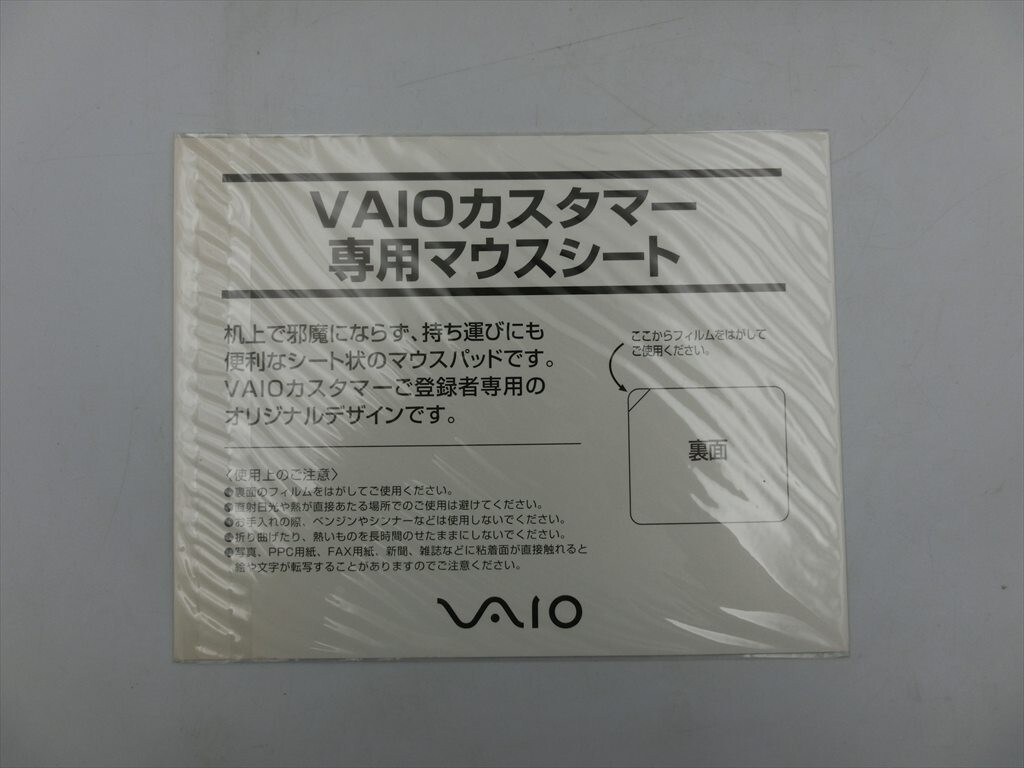 VAIOカスタマー
専用マウスシート
机上で邪魔にならず、持ち運びにも
便利なシート状のマウスパッドです。
VAIOカスタマーご登録者専用の
オリジナルデザインです。
ここからフィルムをはがして
ご使用ください。
裏面
〈使用上のご注意〉
●裏面のフィルムをはがしてご使用ください。
●直射日光や熱が直接あたる場所でのご使用は避けてください。
●お手入れの際、ベンジンやシンナーなどは使用しないでください。
●折り曲げたり、熱いものを長時間のせたままにしないでください。
●写真、PPC用紙、FAX用紙、新聞、雑誌などに粘着面が直接触れると
絵や文字が転写することがありますのでご注意ください。
VAIO